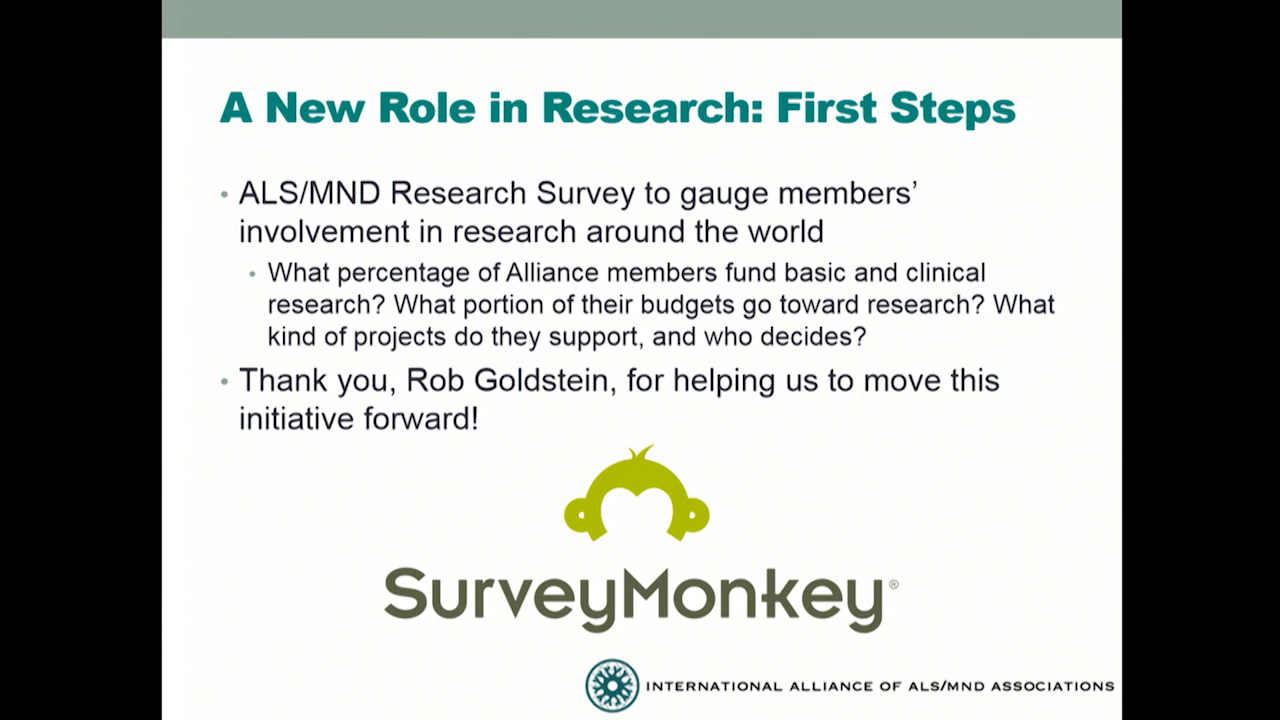 A New Role in Research: First Steps
• ALS/MND Research Survey to gauge members’
involvement in research around the world
• What percentage of Alliance members fund basic and clinical
research? What portion of their budgets go toward research? What
kind of projects do they support, and who decides?
• Thank you, Rob Goldstein, for helping us to move this
initiative forward!
SurveyMonkey®
INTERNATIONAL ALLIANCE OF ALS/MND ASSOCIATIONS